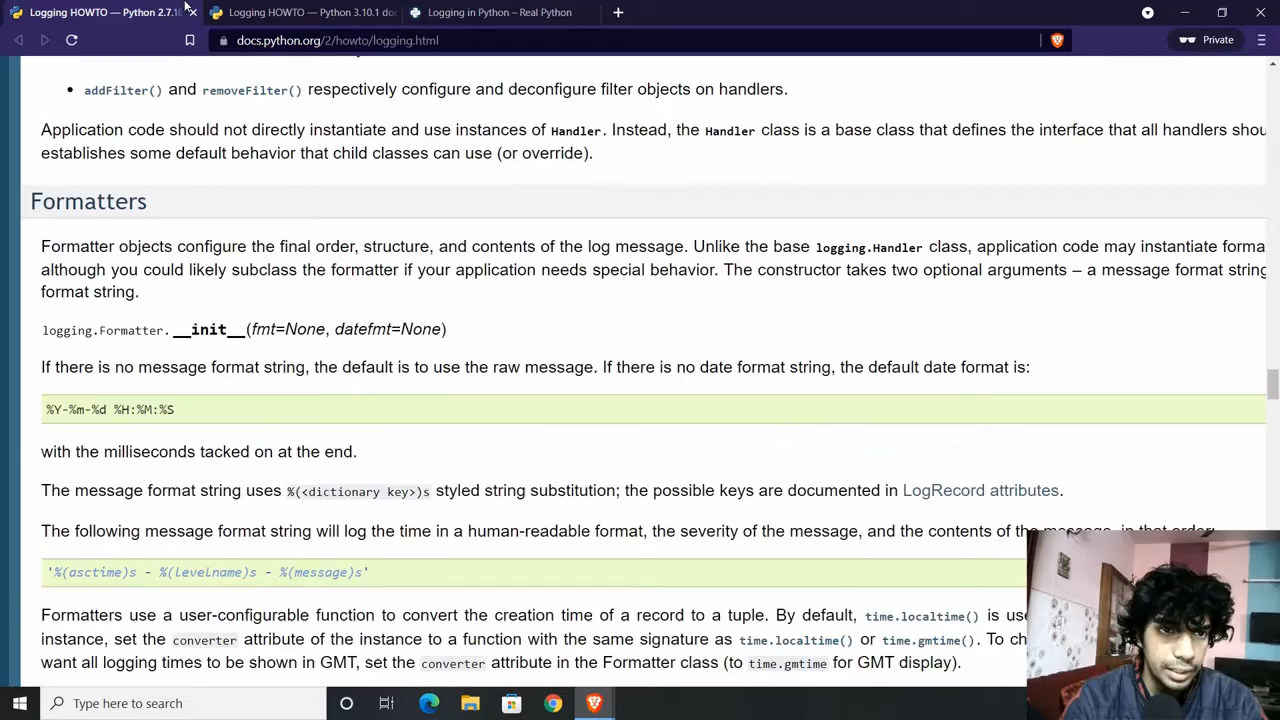 Logging HOWTO — Python 2.7.18
Logging HOWTO — Python 3.10.1 do
Logging in Python – Real Python
docs.python.org/2/howto/logging.html
Private
addFilter() and removeFilter() respectively configure and deconfigure filter objects on handlers.
Application code should not directly instantiate and use instances of Handler. Instead, the Handler class is a base class that defines the interface that all handlers shou
establishes some default behavior that child classes can use (or override).
Formatters
Formatter objects configure the final order, structure, and contents of the log message. Unlike the base logging.Handler class, application code may instantiate forma
although you could likely subclass the formatter if your application needs special behavior. The constructor takes two optional arguments – a message format string
format string.
logging.Formatter.__init__(fmt=None, datefmt=None)
If there is no message format string, the default is to use the raw message. If there is no date format string, the default date format is:
%Y-%m-%d %H:%M:%S
with the milliseconds tacked on at the end.
The message format string uses %(<dictionary key>)s styled string substitution; the possible keys are documented in LogRecord attributes.
The following message format string will log the time in a human-readable format, the severity of the message, and the contents of the message, in that order:
'%(asctime)s - %(levelname)s - %(message)s'
Formatters use a user-configurable function to convert the creation time of a record to a tuple. By default, time.localtime() is use
instance, set the converter attribute of the instance to a function with the same signature as time.localtime() or time.gmtime(). To ch
want all logging times to be shown in GMT, set the converter attribute in the Formatter class (to time.gmtime for GMT display).
Type here to search